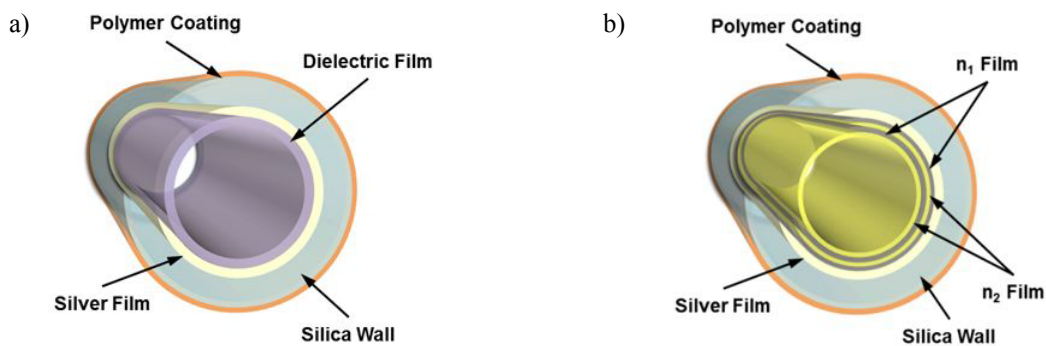 a)
Polymer Coating
Dielectric Film
Silver Film
Silica Wall
b)
Polymer Coating
n₁ Film
n₂ Film
Silver Film
Silica Wall